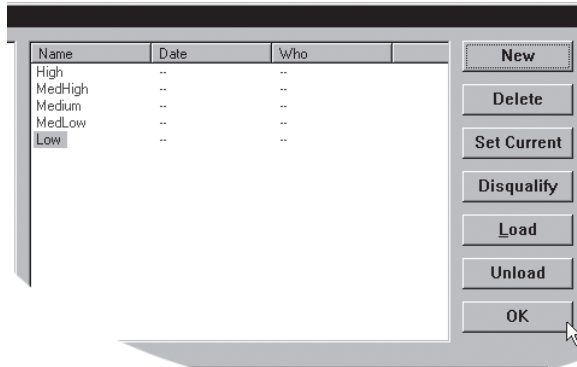 Name Date Who
High -- --
MedHigh -- --
Medium -- --
MedLow -- --
Low -- --
New
Delete
Set Current
Disqualify
Load
Unload
OK